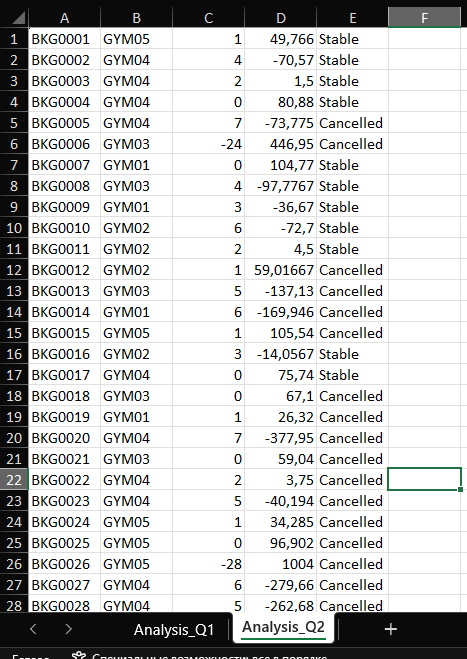 A B C D E F
1 BKG0001 GYM05 1 49,766 Stable
2 BKG0002 GYM04 4 -70,57 Stable
3 BKG0003 GYM04 2 1,5 Stable
4 BKG0004 GYM04 0 80,88 Stable
5 BKG0005 GYM04 7 -73,775 Cancelled
6 BKG0006 GYM03 -24 446,95 Cancelled
7 BKG0007 GYM01 0 104,77 Stable
8 BKG0008 GYM03 4 -97,7767 Stable
9 BKG0009 GYM01 3 -36,67 Stable
10 BKG0010 GYM02 6 -72,7 Stable
11 BKG0011 GYM02 2 4,5 Stable
12 BKG0012 GYM02 1 59,01667 Cancelled
13 BKG0013 GYM03 5 -137,13 Cancelled
14 BKG0014 GYM01 6 -169,946 Cancelled
15 BKG0015 GYM05 1 105,54 Cancelled
16 BKG0016 GYM02 3 -14,0567 Stable
17 BKG0017 GYM04 0 75,74 Stable
18 BKG0018 GYM03 0 67,1 Cancelled
19 BKG0019 GYM01 1 26,32 Cancelled
20 BKG0020 GYM04 7 -377,95 Cancelled
21 BKG0021 GYM03 0 59,04 Cancelled
22 BKG0022 GYM04 2 3,75 Cancelled
23 BKG0023 GYM04 5 -40,194 Cancelled
24 BKG0024 GYM05 1 34,285 Cancelled
25 BKG0025 GYM05 0 96,902 Cancelled
26 BKG0026 GYM05 -28 1004 Cancelled
27 BKG0027 GYM04 6 -279,66 Cancelled
28 BKG0028 GYM04 5 -262,68 Cancelled
Analysis_Q1 Analysis_Q2
Готово Специальные возможности: все в порядке